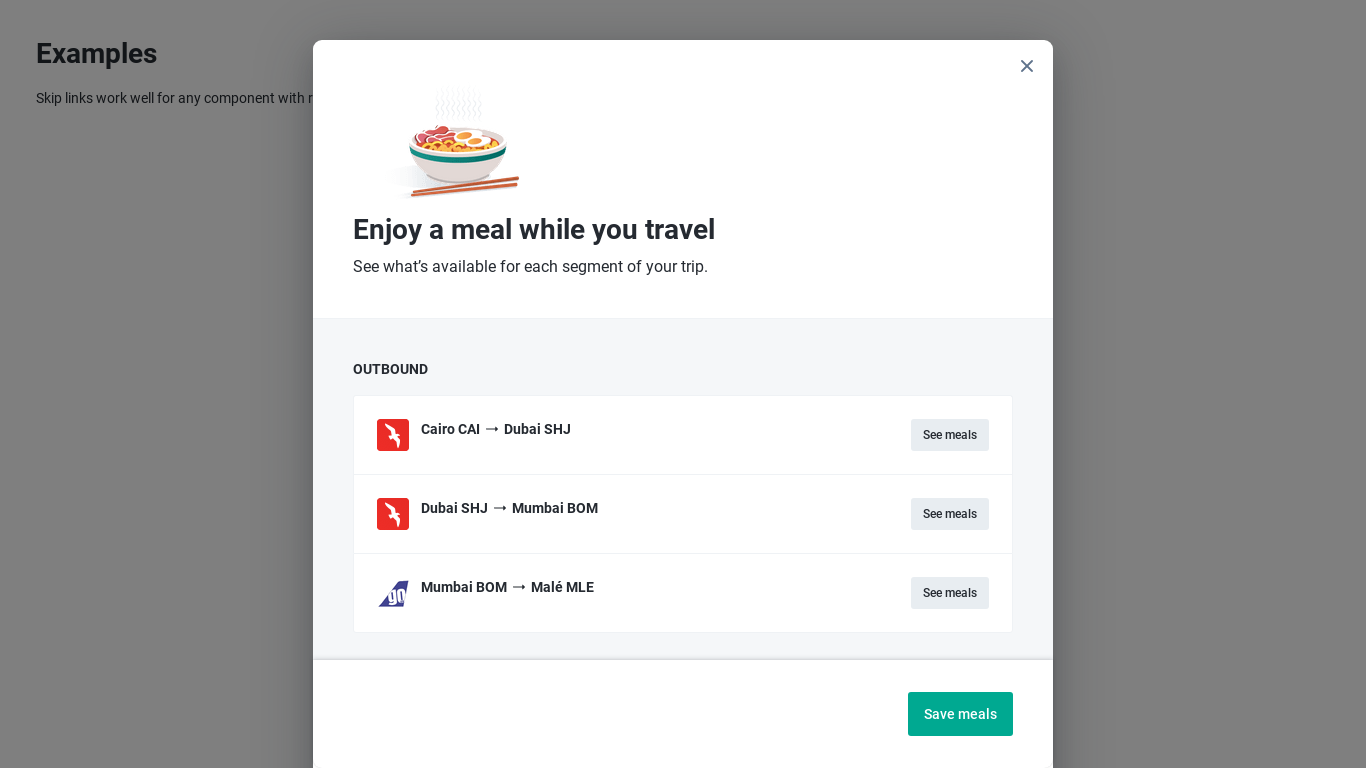 Examples
Skip links work well for any component with
Enjoy a meal while you travel
See what’s available for each segment of your trip.
OUTBOUND
Cairo CAI → Dubai SHJ
See meals
Dubai SHJ → Mumbai BOM
See meals
go
Mumbai BOM → Malé MLE
See meals
Save meals